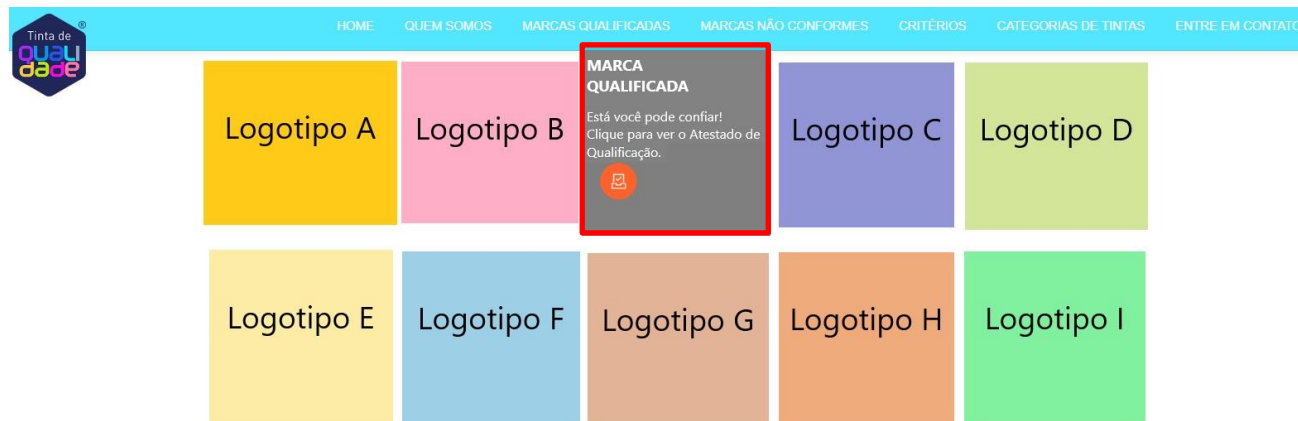 Tinta de
QUALI
dade
®
HOME QUEM SOMOS MARCAS QUALIFICADAS MARCAS NÃO CONFORMES CRITÉRIOS CATEGORIAS DE TINTAS ENTRE EM CONTATO
Logotipo A
Logotipo B
MARCA
QUALIFICADA
Está você pode confiar!
Clique para ver o Atestado de
Qualificação.
Logotipo C
Logotipo D
Logotipo E
Logotipo F
Logotipo G
Logotipo H
Logotipo I